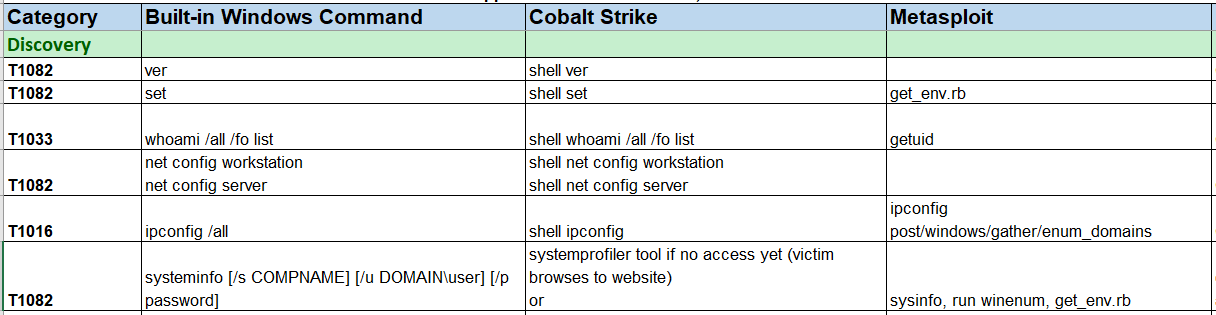 Category Built-in Windows Command Cobalt Strike Metasploit
Discovery
T1082 ver shell ver
T1082 set shell set get_env.rb
T1033 whoami /all /fo list shell whoami /all /fo list getuid
net config workstation shell net config workstation
T1082 net config server shell net config server
ipconfig
T1016 ipconfig /all shell ipconfig post/windows/gather/enum_domains
systemprofiler tool if no access yet (victim
systeminfo [/s COMPNAME] [/u DOMAIN\user] [/p browses to website)
T1082 password] or sysinfo, run winenum, get_env.rb